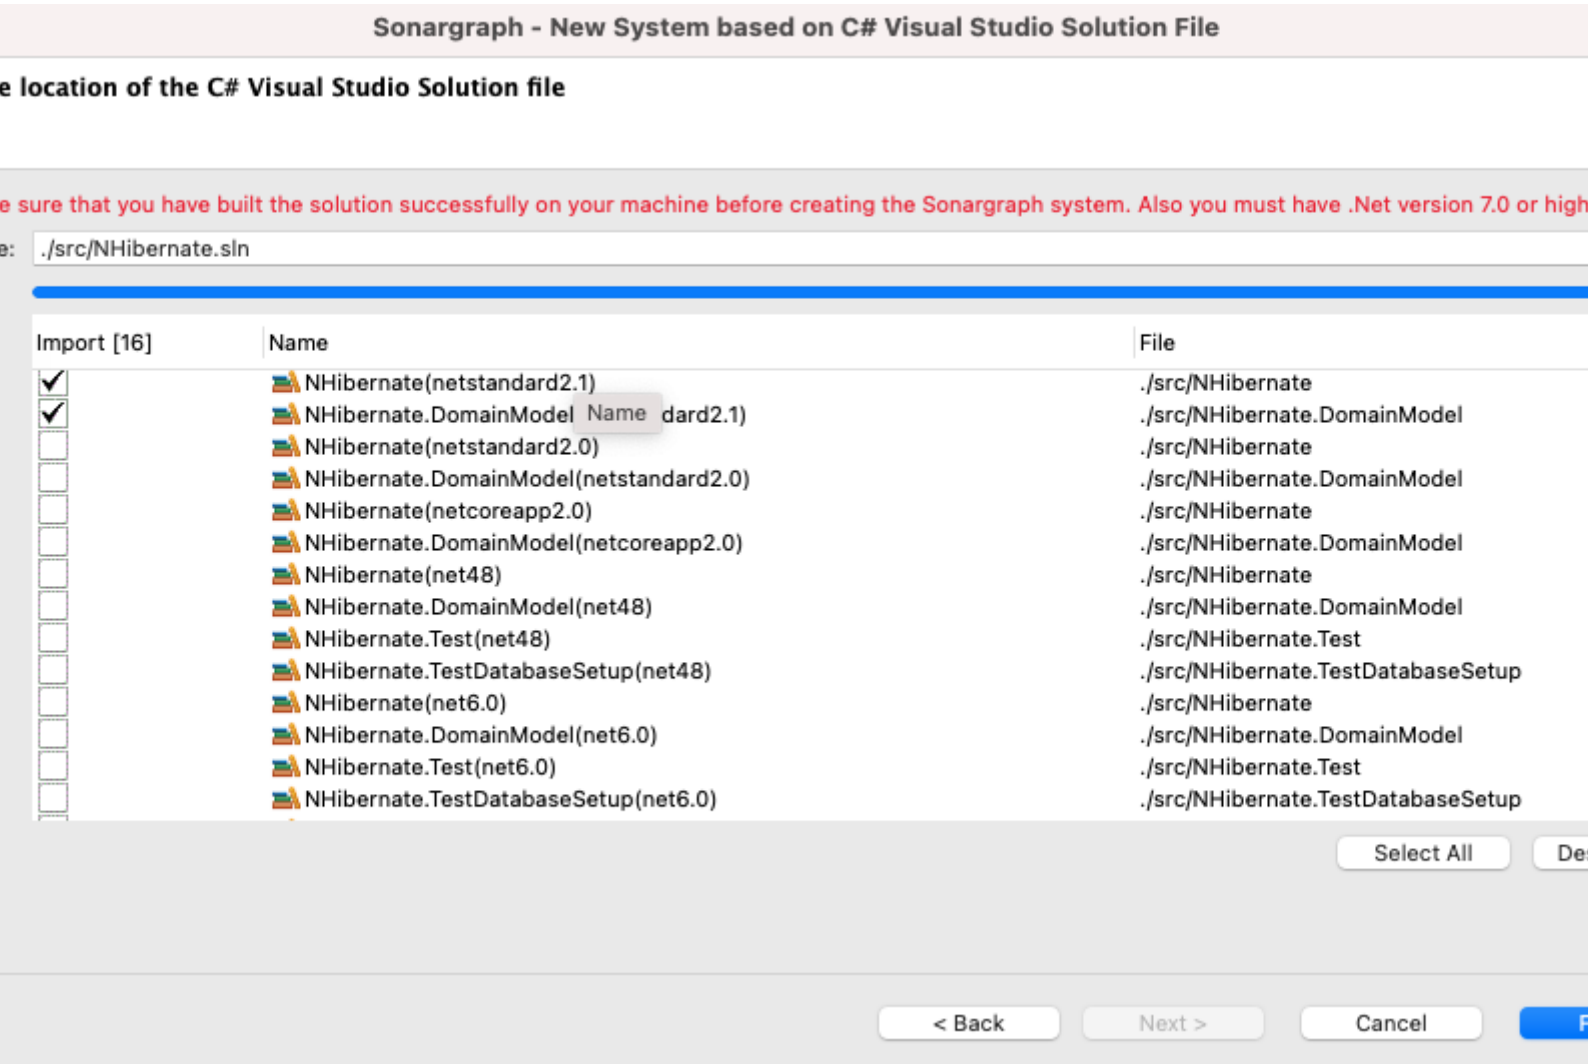 Sonargraph - New System based on C# Visual Studio Solution File
e location of the C# Visual Studio Solution file
e sure that you have built the solution successfully on your machine before creating the Sonargraph system. Also you must have .Net version 7.0 or high
e: ./src/NHibernate.sln
Import [16] Name File
NHibernate(netstandard2.1) ./src/NHibernate
NHibernate.DomainModel Name dard2.1) ./src/NHibernate.DomainModel
NHibernate(netstandard2.0) ./src/NHibernate
NHibernate.DomainModel(netstandard2.0) ./src/NHibernate.DomainModel
NHibernate(netcoreapp2.0) ./src/NHibernate
NHibernate.DomainModel(netcoreapp2.0) ./src/NHibernate.DomainModel
NHibernate(net48) ./src/NHibernate
NHibernate.DomainModel(net48) ./src/NHibernate.DomainModel
NHibernate.Test(net48) ./src/NHibernate.Test
NHibernate.TestDatabaseSetup(net48) ./src/NHibernate.TestDatabaseSetup
NHibernate(net6.0) ./src/NHibernate
NHibernate.DomainModel(net6.0) ./src/NHibernate.DomainModel
NHibernate.Test(net6.0) ./src/NHibernate.Test
NHibernate.TestDatabaseSetup(net6.0) ./src/NHibernate.TestDatabaseSetup
Select All Des
< Back Next > Cancel F